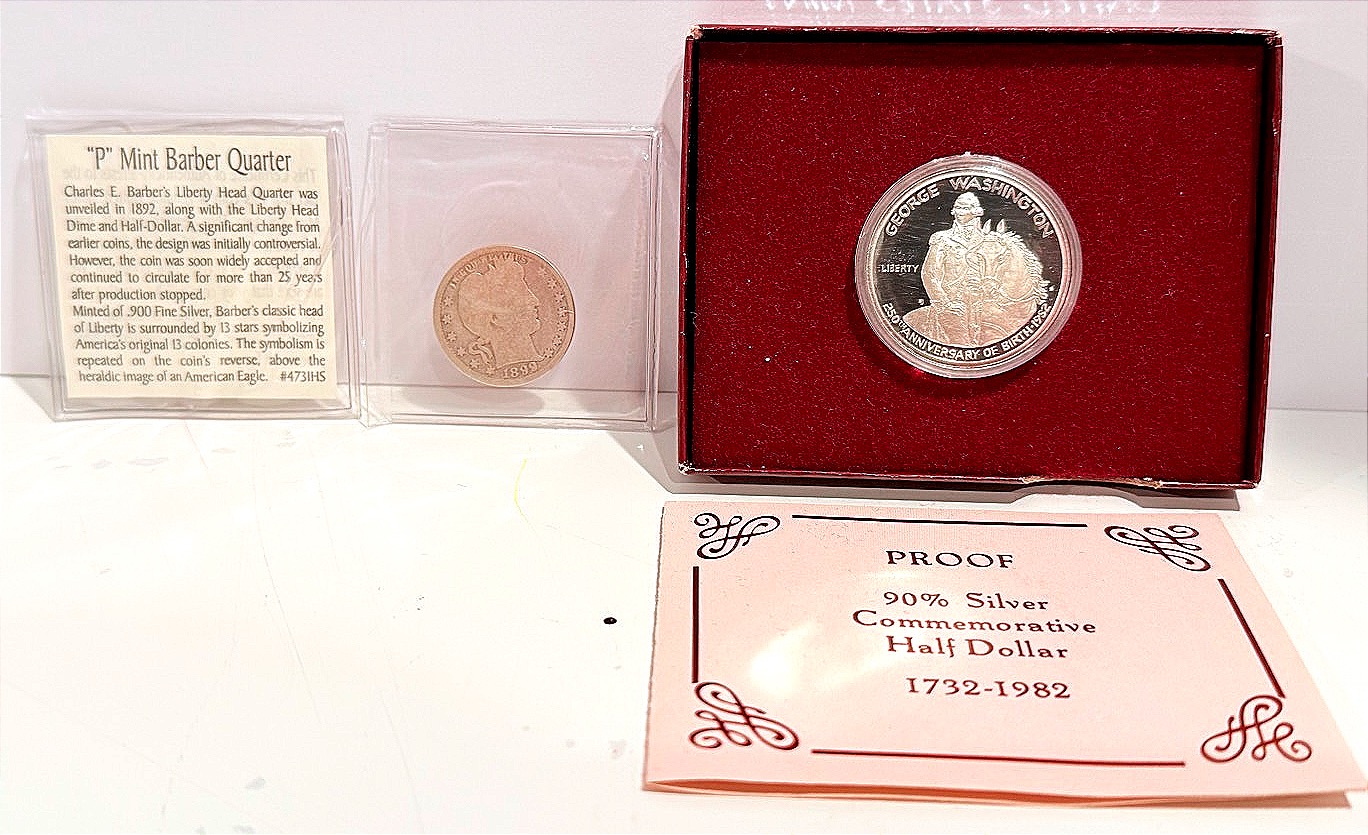 "P" Mint Barber Quarter
Charles E. Barber's Liberty Head Quarter was
unveiled in 1892, along with the Liberty Head
Dime and Half-Dollar. A significant change from
earlier coins, the design was initially controversial.
However, the coin was soon widely accepted and
continued to circulate for more than 25 years
after production stopped.
Minted of .900 Fine Silver, Barber's classic head
of Liberty is surrounded by 13 stars symbolizing
America's original 13 colonies. The symbolism is
repeated on the coin's reverse, above the
heraldic image of an American Eagle. #4731HS
1899
GEORGE WASHINGTON
LIBERTY
250TH ANNIVERSARY OF BIRTH·1982
PROOF
90% Silver
Commemorative
Half Dollar
1732-1982